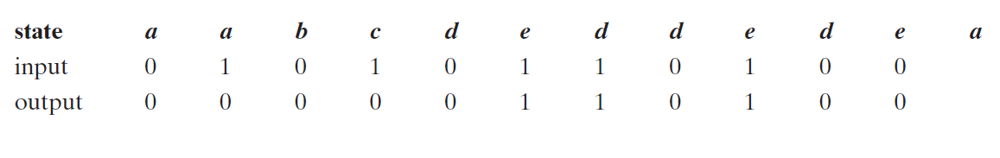 state a a b c d e d d e d e a
input 0 1 0 1 0 1 1 0 1 0 0
output 0 0 0 0 0 1 1 0 1 0 0